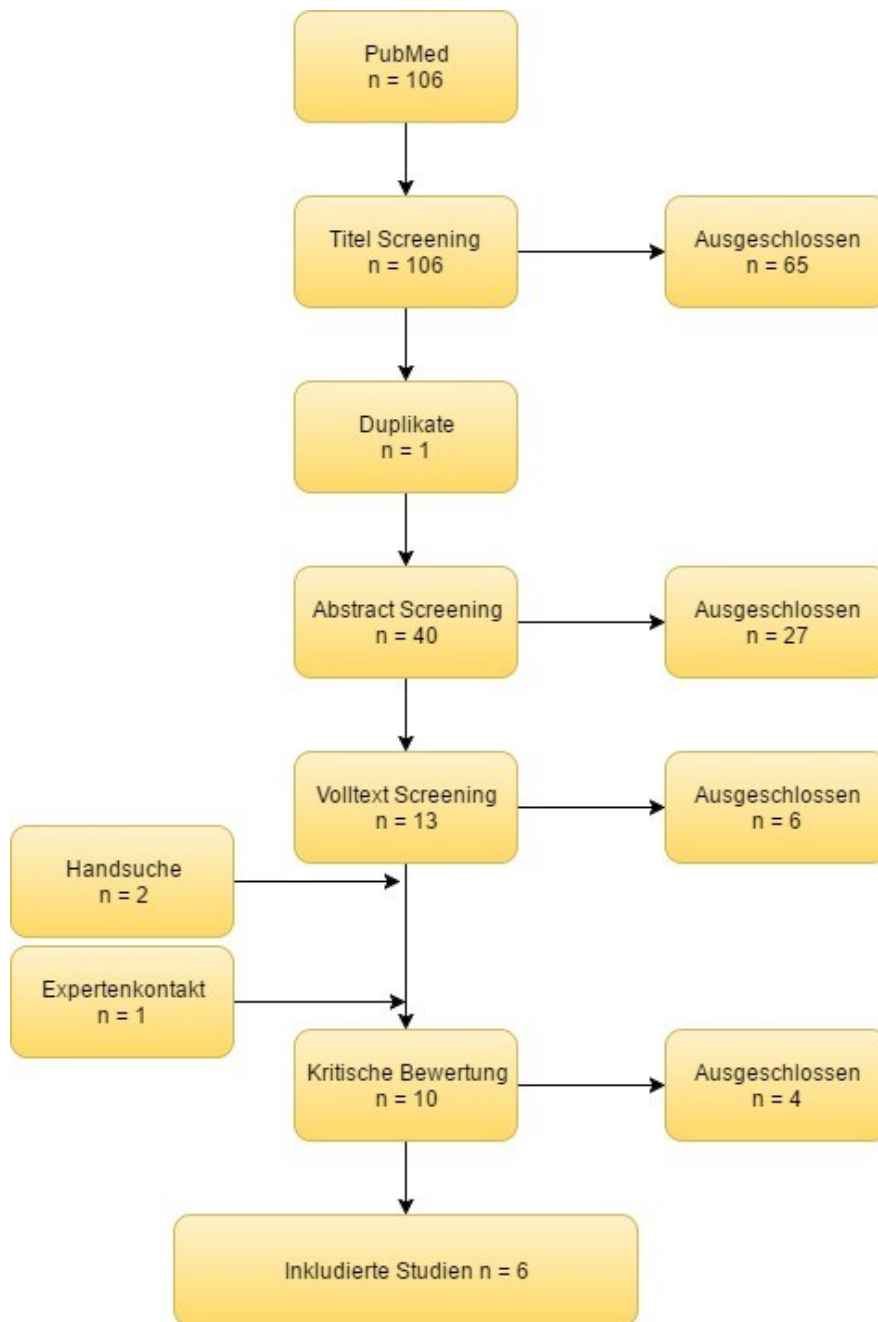 PubMed
n = 106
Titel Screening
n = 106
Ausgeschlossen
n = 65
Duplikate
n = 1
Abstract Screening
n = 40
Ausgeschlossen
n = 27
Volltext Screening
n = 13
Ausgeschlossen
n = 6
Handsuche
n = 2
Expertenkontakt
n = 1
Kritische Bewertung
n = 10
Ausgeschlossen
n = 4
Inkludierte Studien n = 6